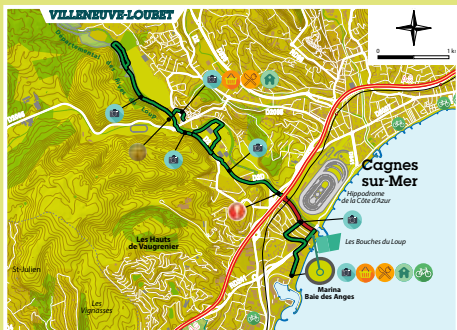 VILLENEUVE-LOUBET
0 1 km
D2085
Cagnes
sur-Mer
Hippodrome
de la Côte d'Azur
Les Bouches du Loup
Les Hauts
de Vaugrenier
St-Julien
Les
Vignasses
Marina
Baie des Anges